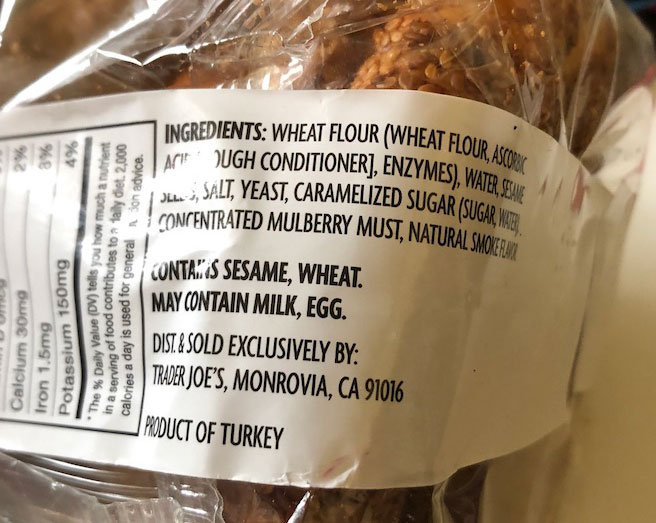 2%
Calcium 30mg
8%
Iron 1.5mg
4%
Potassium 150mg
* The % Daily Value (DV) tells you how much a nutrient
in a serving of food contributes to a daily diet. 2,000
calories a day is used for general advice.
INGREDIENTS: WHEAT FLOUR (WHEAT FLOUR, ASCORBIC
CONDITIONER], ENZYMES), WATER, SESAME
SALT, YEAST, CARAMELIZED SUGAR (SUGAR, WATER),
CONCENTRATED MULBERRY MUST, NATURAL SMOKE FLAVOR
CONTAINS SESAME, WHEAT.
MAY CONTAIN MILK, EGG.
DIST. & SOLD EXCLUSIVELY BY:
TRADER JOE'S, MONROVIA, CA 91016
PRODUCT OF TURKEY